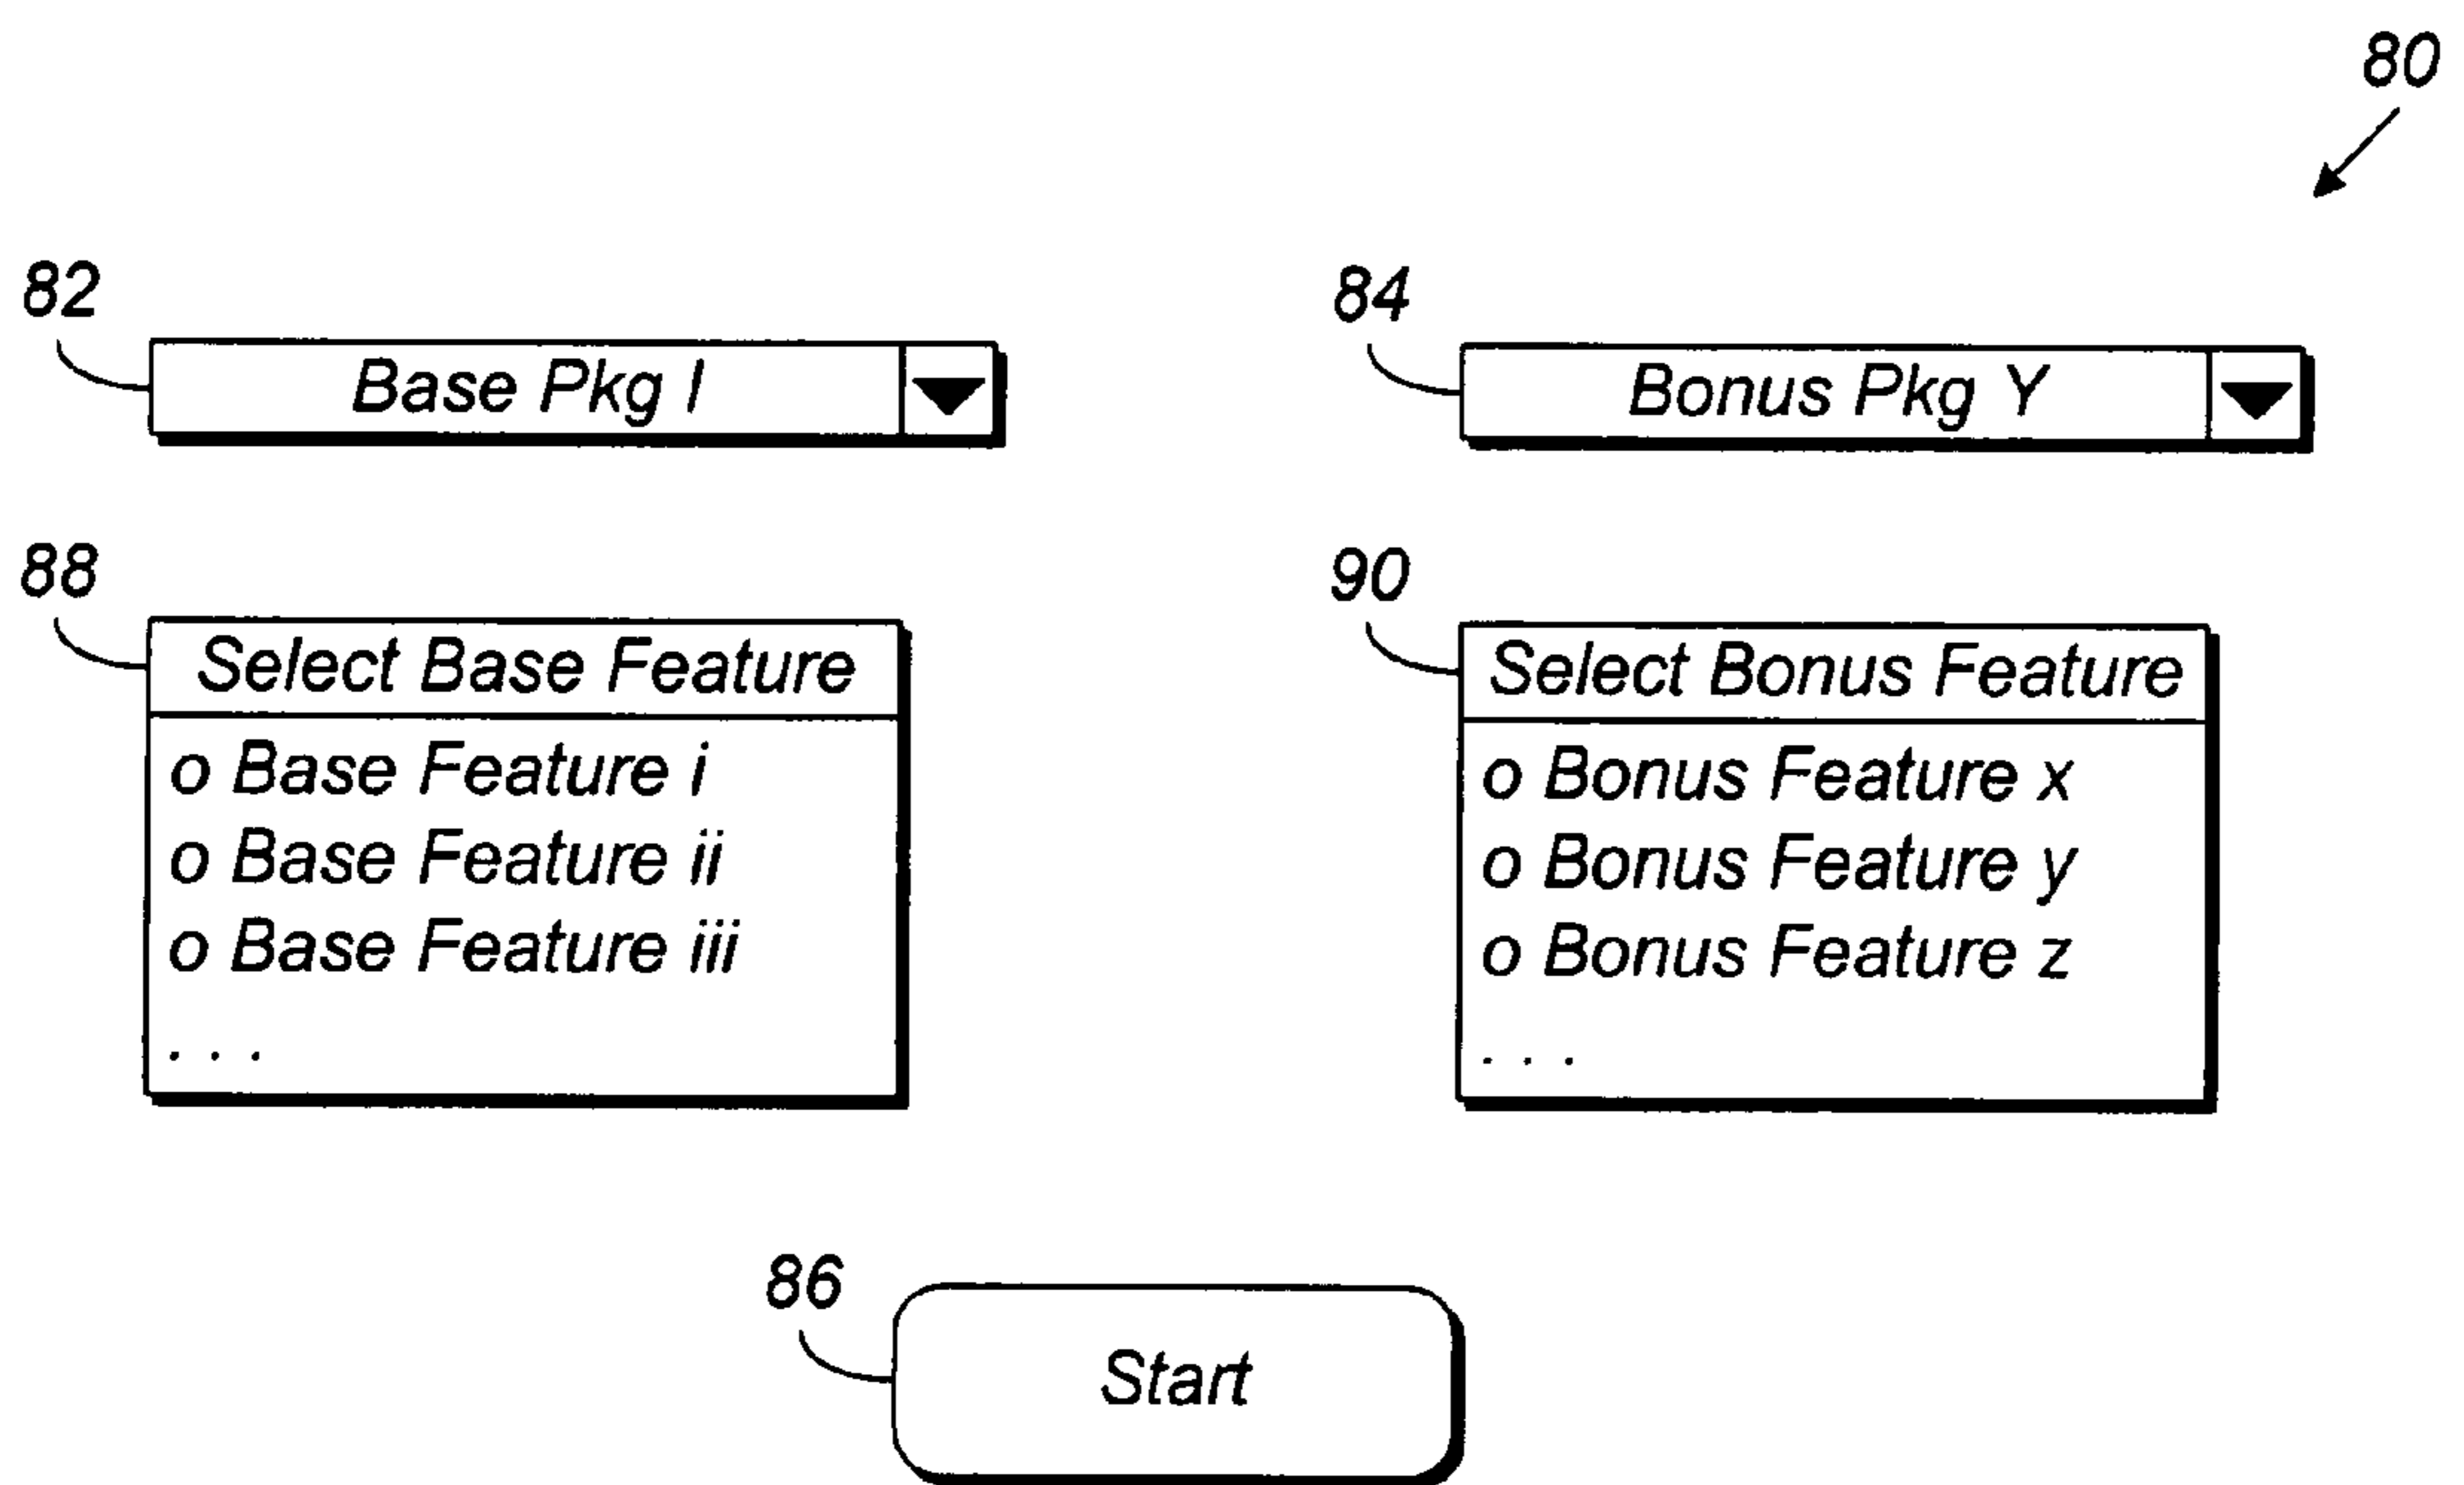 80
82
84
Base Pkg I
Bonus Pkg Y
88
90
Select Base Feature
o Base Feature i
o Base Feature ii
o Base Feature iii
. . .
Select Bonus Feature
o Bonus Feature x
o Bonus Feature y
o Bonus Feature z
. . .
86
Start